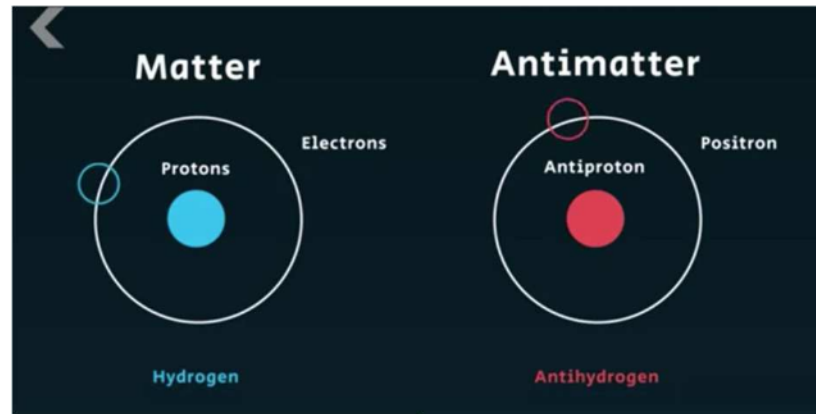 Matter
Antimatter
Electrons
Protons
Positron
Antiproton
Hydrogen
Antihydrogen